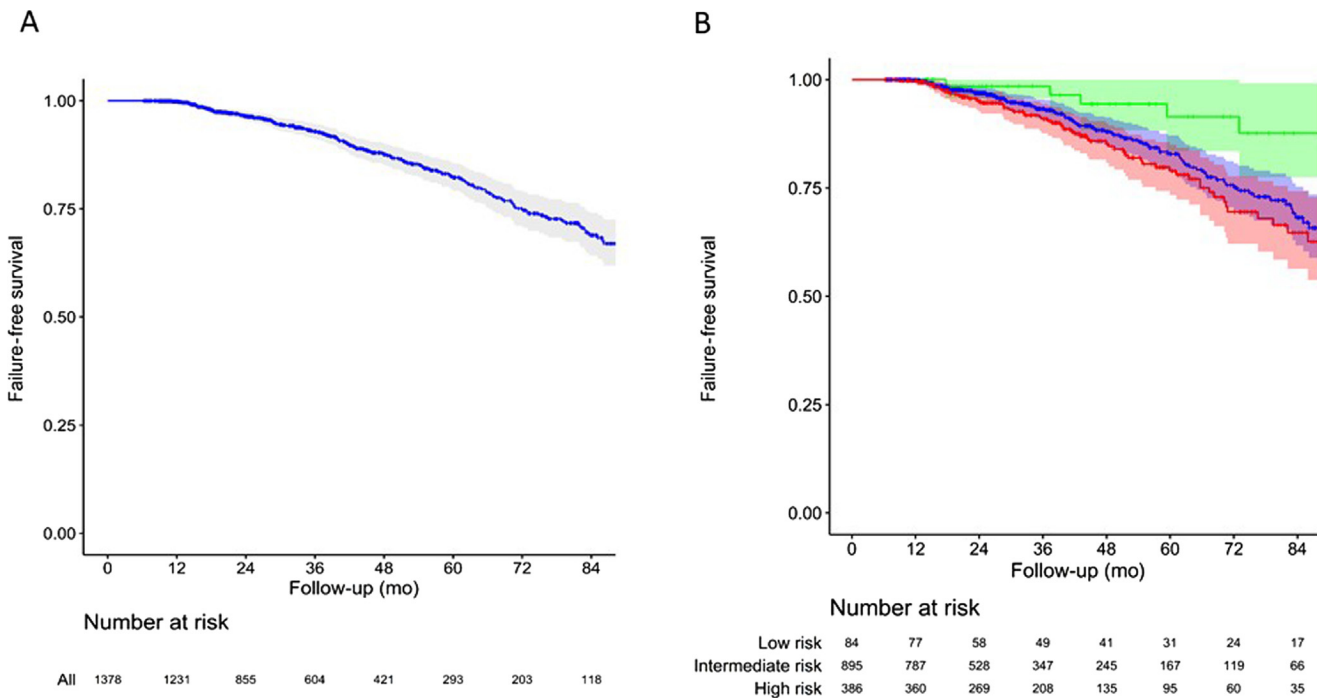 A
1.00
0.75
0.50
0.25
0.00
Failure-free survival
0 12 24 36 48 60 72 84
Follow-up (mo)
Number at risk
All 1378 1231 855 604 421 293 203 118
B
1.00
0.75
0.50
0.25
0.00
Failure-free survival
0 12 24 36 48 60 72 84
Follow-up (mo)
Number at risk
Low risk 84 77 58 49 41 31 24 17
Intermediate risk 895 787 528 347 245 167 119 66
High risk 386 360 269 208 135 95 60 35